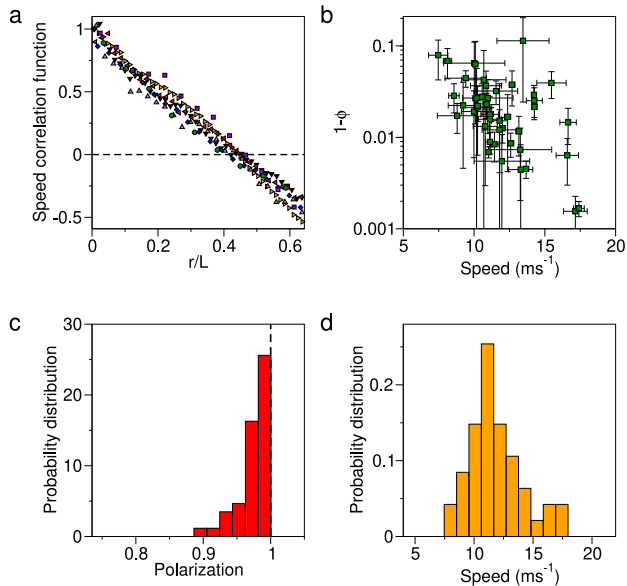 a
Speed correlation function
1
0.5
0
-0.5
0
0.2
0.4
0.6
r/L
b
1-ϕ
0.1
0.01
0.001
5
10
15
20
Speed (ms⁻¹)
c
Probability distribution
30
20
10
0
0.8
0.9
1
Polarization
d
Probability distribution
0.2
0.1
0
5
10
15
20
Speed (ms⁻¹)